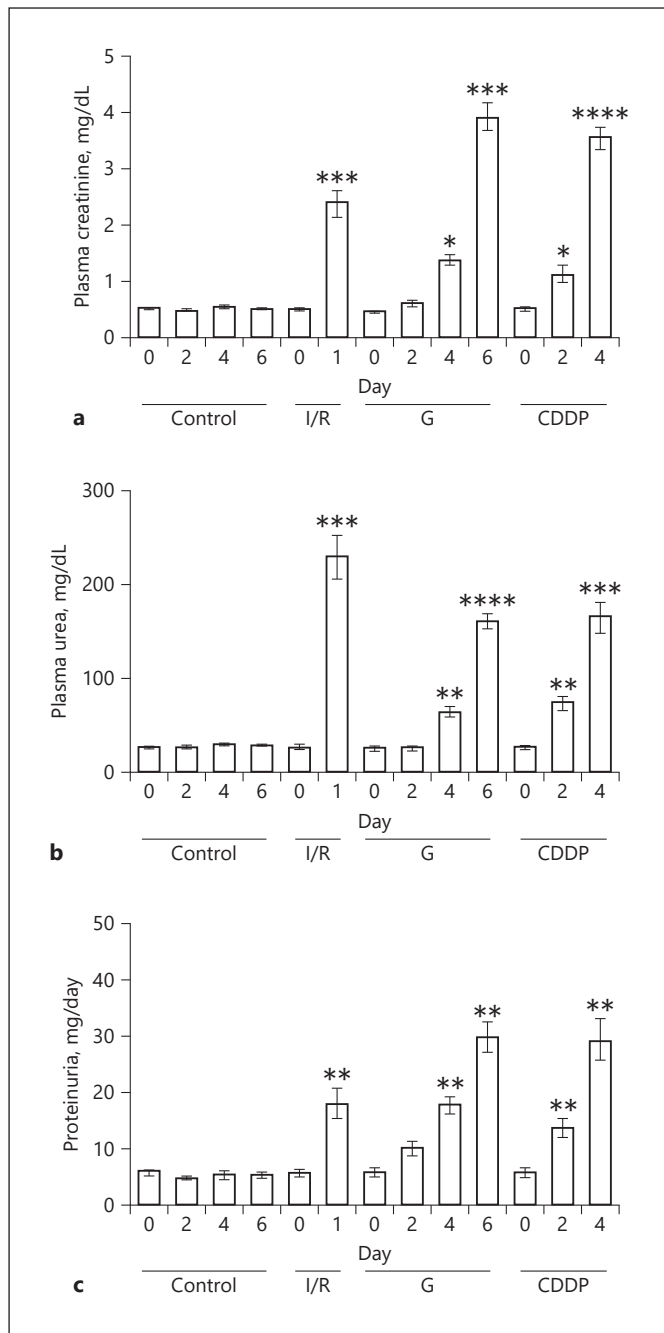 5
4
3
2
1
0
Plasma creatinine, mg/dL
***
*
***
*
****
0 2 4 6 0 1 0 2 4 6 0 2 4
Day
a Control I/R G CDDP
300
200
100
0
Plasma urea, mg/dL
***
**
****
**
***
0 2 4 6 0 1 0 2 4 6 0 2 4
Day
b Control I/R G CDDP
50
40
30
20
10
0
Proteinuria, mg/day
**
**
**
**
**
0 2 4 6 0 1 0 2 4 6 0 2 4
Day
c Control I/R G CDDP